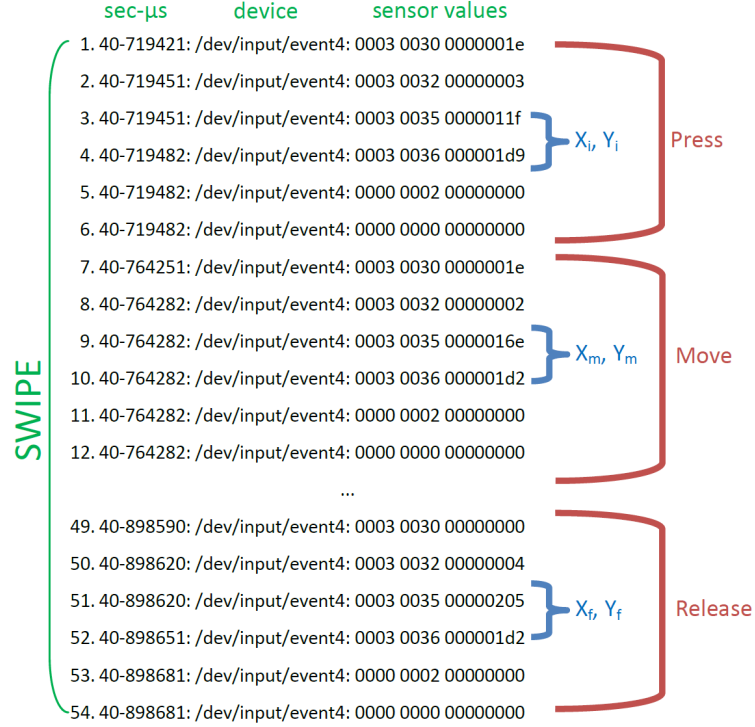 sec-µs device sensor values
1. 40-719421: /dev/input/event4: 0003 0030 0000001e
2. 40-719451: /dev/input/event4: 0003 0032 00000003
3. 40-719451: /dev/input/event4: 0003 0035 0000011f
Xi, Yi
Press
4. 40-719482: /dev/input/event4: 0003 0036 000001d9
5. 40-719482: /dev/input/event4: 0000 0002 00000000
6. 40-719482: /dev/input/event4: 0000 0000 00000000
7. 40-764251: /dev/input/event4: 0003 0030 0000001e
8. 40-764282: /dev/input/event4: 0003 0032 00000002
9. 40-764282: /dev/input/event4: 0003 0035 0000016e
Xm, Ym
Move
10. 40-764282: /dev/input/event4: 0003 0036 000001d2
11. 40-764282: /dev/input/event4: 0000 0002 00000000
12. 40-764282: /dev/input/event4: 0000 0000 00000000
SWIPE
...
49. 40-898590: /dev/input/event4: 0003 0030 00000000
50. 40-898620: /dev/input/event4: 0003 0032 00000004
51. 40-898620: /dev/input/event4: 0003 0035 00000205
Xf, Yf
Release
52. 40-898651: /dev/input/event4: 0003 0036 000001d2
53. 40-898681: /dev/input/event4: 0000 0002 00000000
54. 40-898681: /dev/input/event4: 0000 0000 00000000